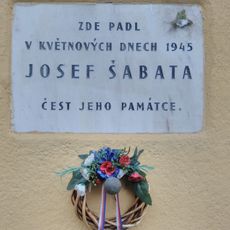 ZDE PADL
V KVĚTNOVÝCH DNECH 1945
JOSEF ŠABATA
ČEST JEHO PAMÁTCE.